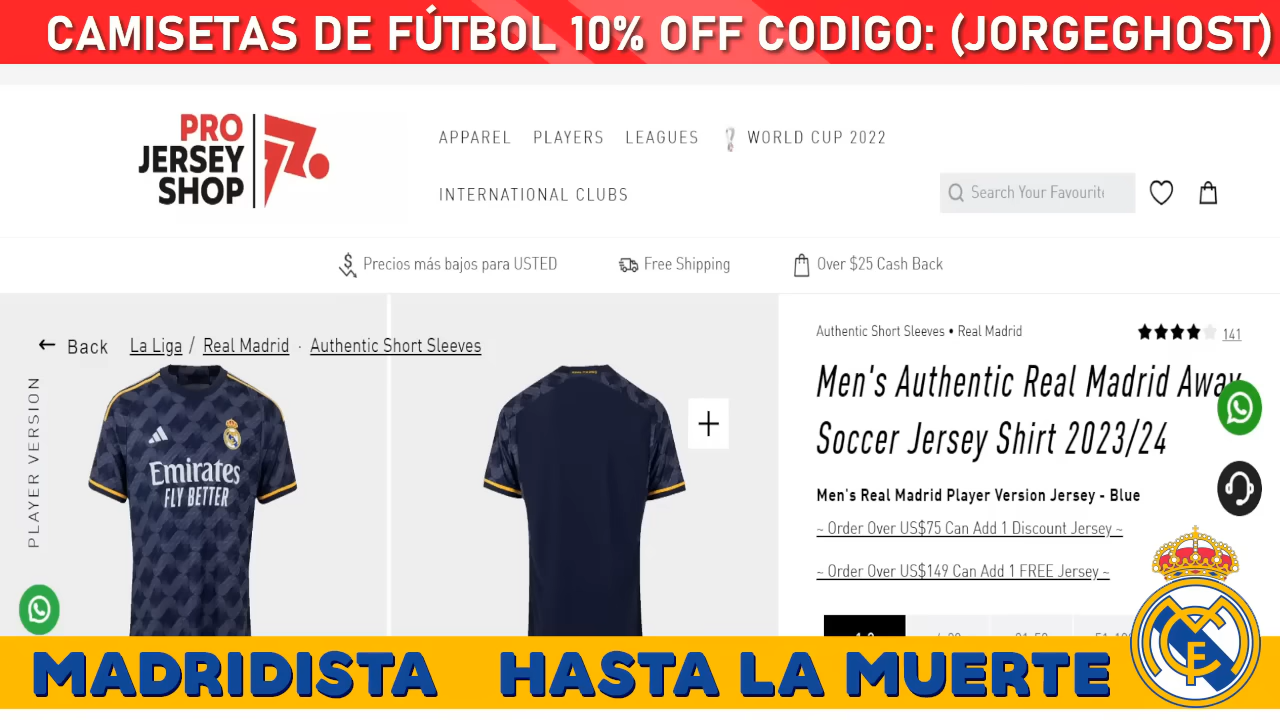 CAMISETAS DE FÚTBOL 10% OFF CODIGO: (JORGEGHOST)
PRO
JERSEY
SHOP
APPAREL PLAYERS LEAGUES WORLD CUP 2022
INTERNATIONAL CLUBS
Search Your Favourite
Precios más bajos para USTED
Free Shipping
Over $25 Cash Back
Back La Liga / Real Madrid · Authentic Short Sleeves
PLAYER VERSION
Emirates
FLY BETTER
Authentic Short Sleeves • Real Madrid
141
Men's Authentic Real Madrid Away
Soccer Jersey Shirt 2023/24
Men's Real Madrid Player Version Jersey - Blue
~ Order Over US$75 Can Add 1 Discount Jersey ~
~ Order Over US$149 Can Add 1 FREE Jersey ~
MADRIDISTA HASTA LA MUERTE